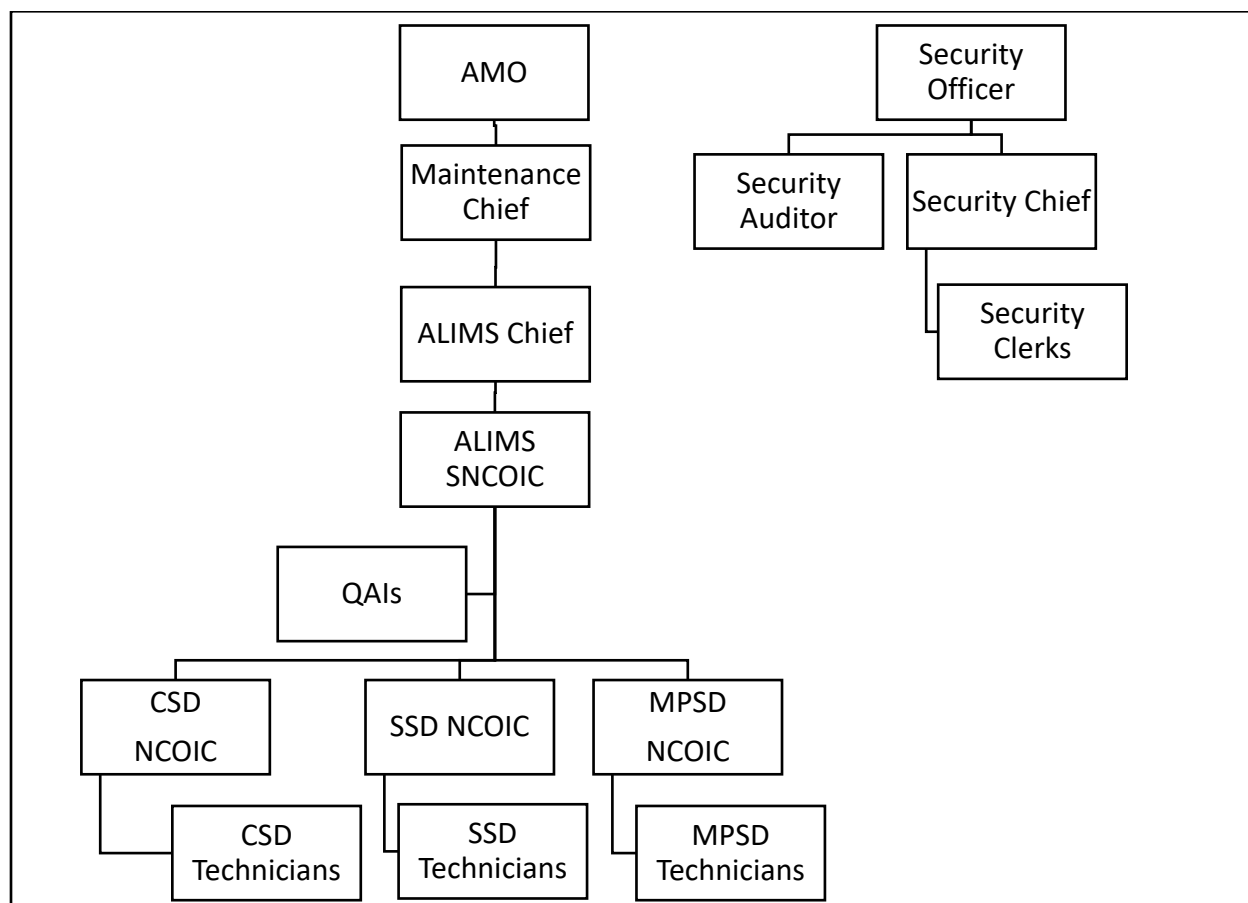 AMO
Maintenance
Chief
ALIMS Chief
ALIMS
SNCOIC
QAIs
CSD
NCOIC
SSD NCOIC
MPSD
NCOIC
CSD
Technicians
SSD
Technicians
MPSD
Technicians
Security
Officer
Security
Auditor
Security Chief
Security
Clerks